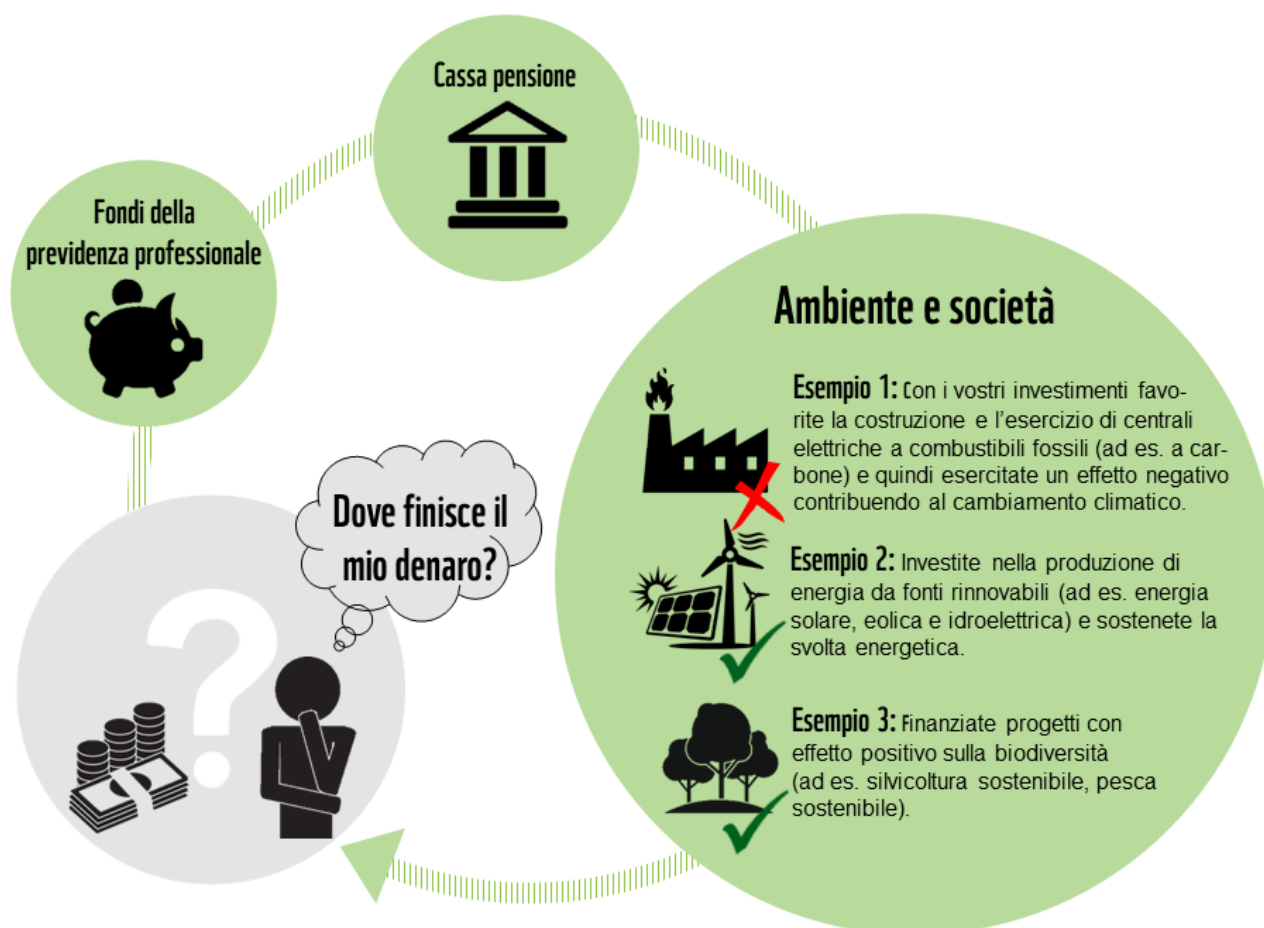 Cassa pensione
Fondi della
previdenza professionale
Dove finisce il
mio denaro?
?
Ambiente e società
Esempio 1: Con i vostri investimenti favo-
rite la costruzione e l'esercizio di centrali
elettriche a combustibili fossili (ad es. a car-
bone) e quindi esercitate un effetto negativo
contribuendo al cambiamento climatico.
Esempio 2: Investite nella produzione di
energia da fonti rinnovabili (ad es. energia
solare, eolica e idroelettrica) e sostenete la
svolta energetica.
Esempio 3: Finanziate progetti con
effetto positivo sulla biodiversità
(ad es. silvicoltura sostenibile, pesca
sostenibile).